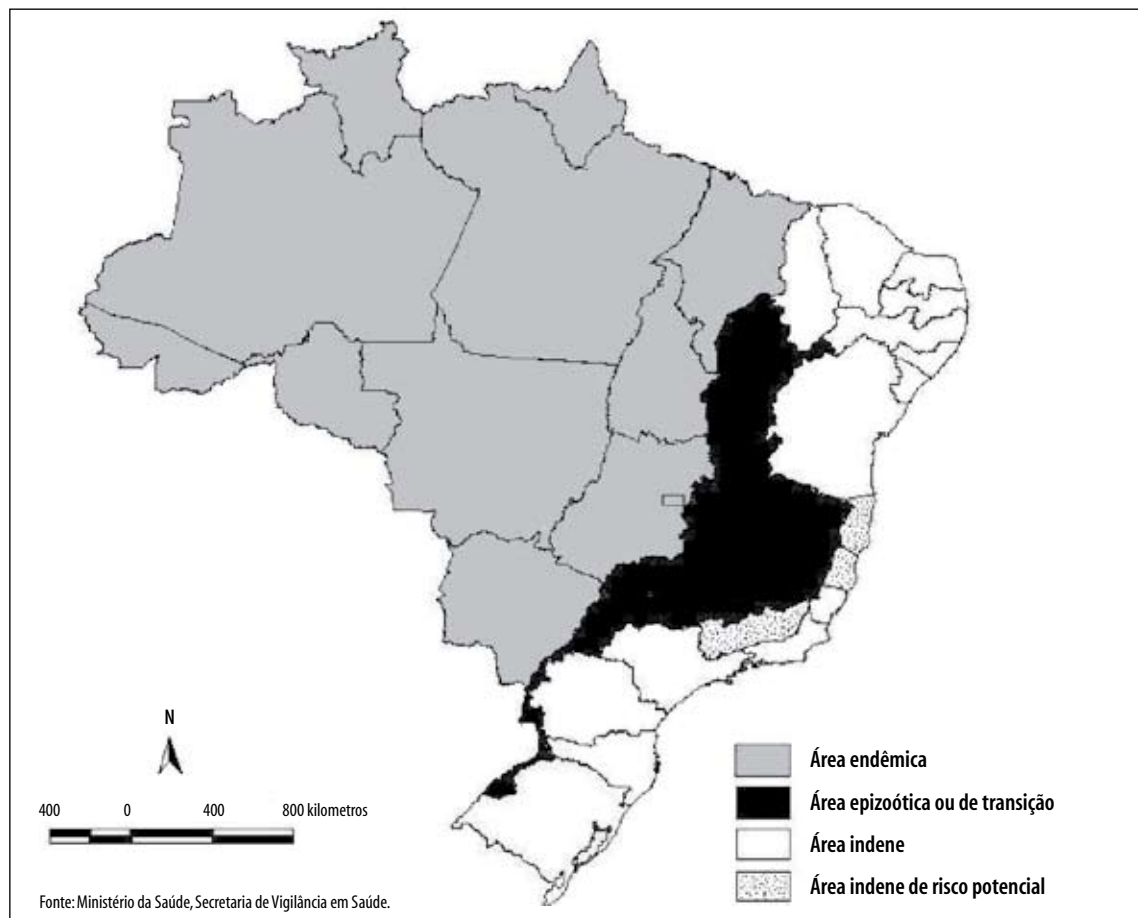 N
400 0 400 800 kilometros
Área endêmica
Área epizoótica ou de transição
Área indene
Área indene de risco potencial
Fonte: Ministério da Saúde, Secretaria de Vigilância em Saúde.